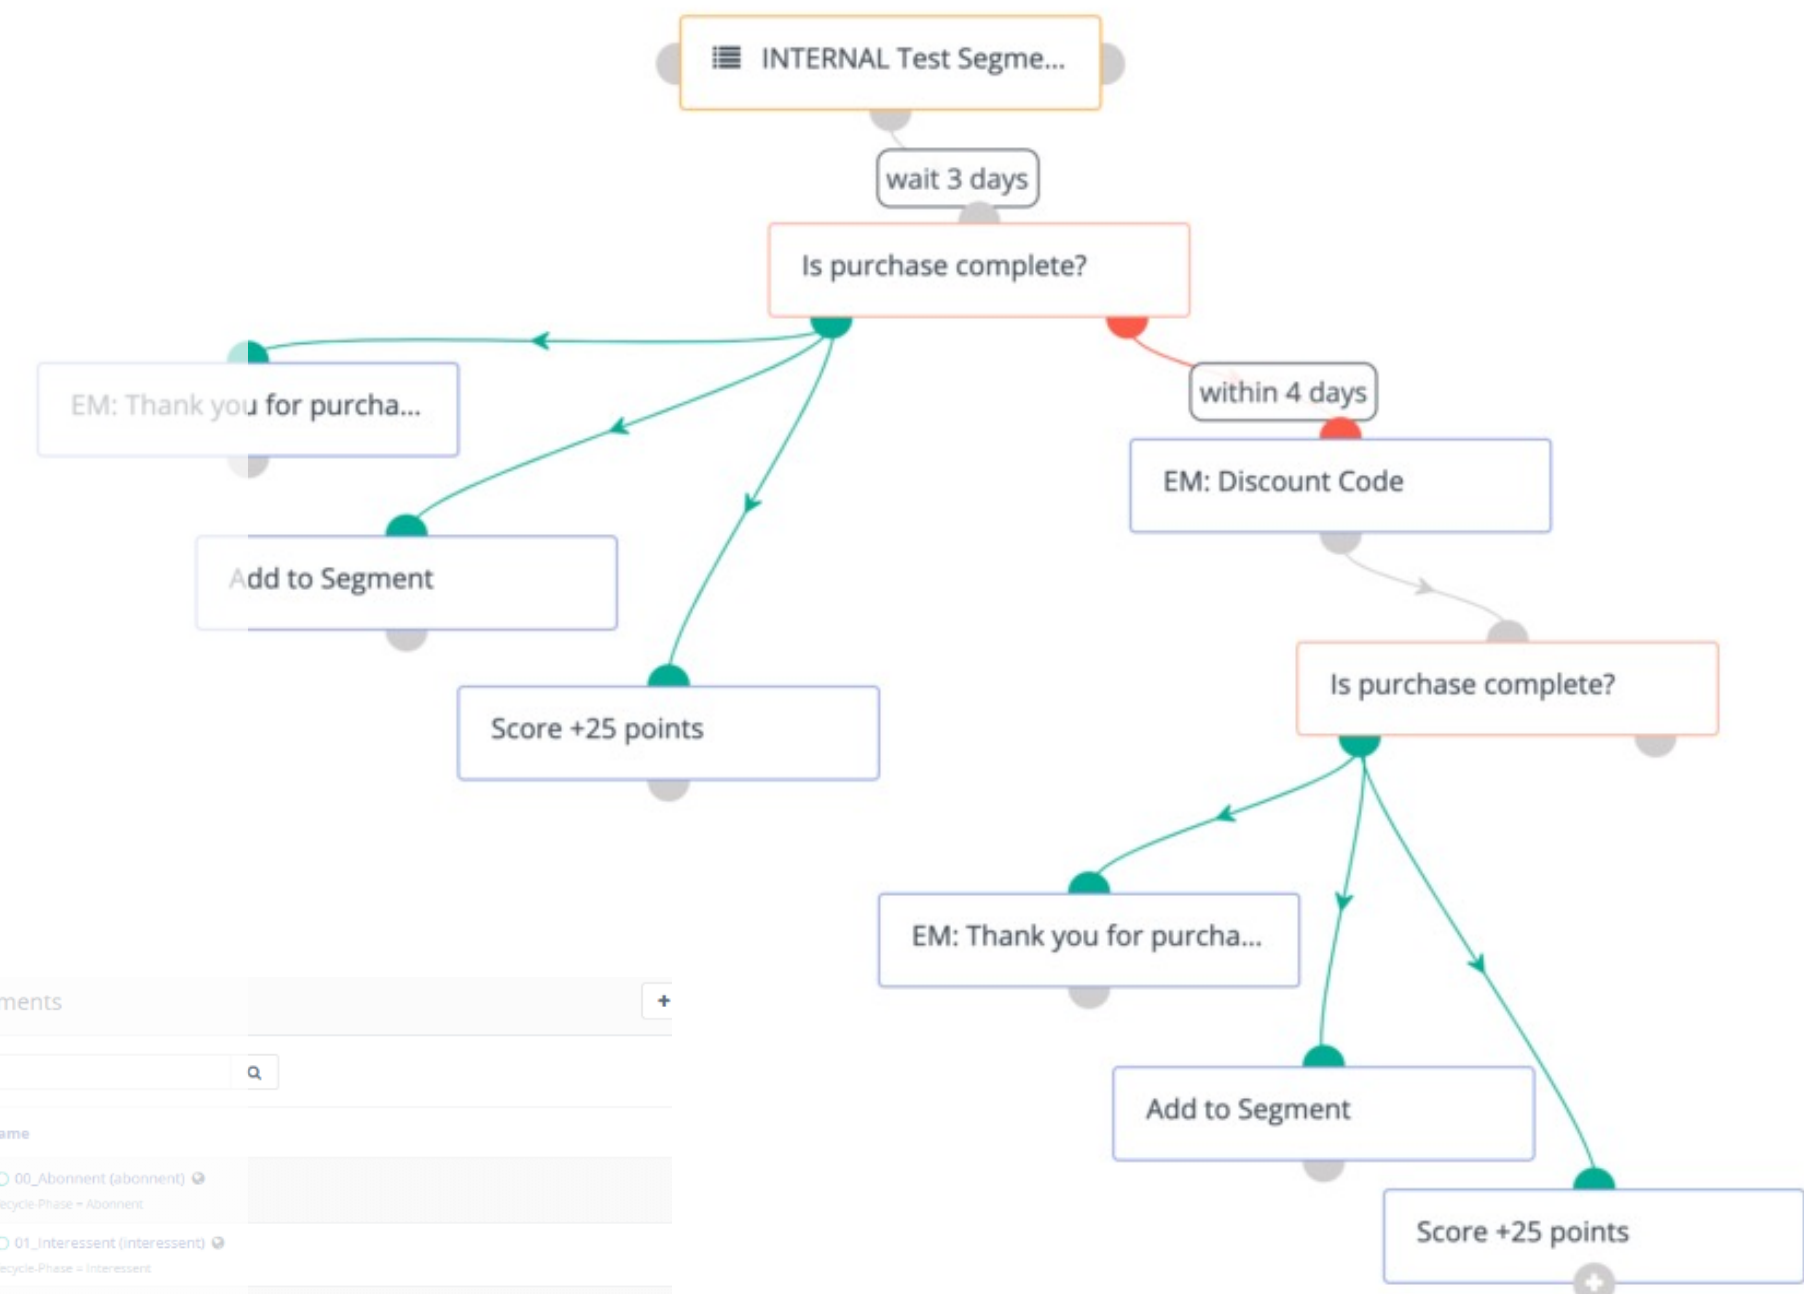 INTERNAL Test Segme...
wait 3 days
Is purchase complete?
within 4 days
EM: Thank you for purcha...
EM: Discount Code
Add to Segment
Is purchase complete?
Score +25 points
EM: Thank you for purcha...
ments
Add to Segment
ame
00_Abonnent (abonnent)
ecycle-Phase = Abonnent
Score +25 points
01_Interessent (interessent)
ecycle-Phase = Interessent